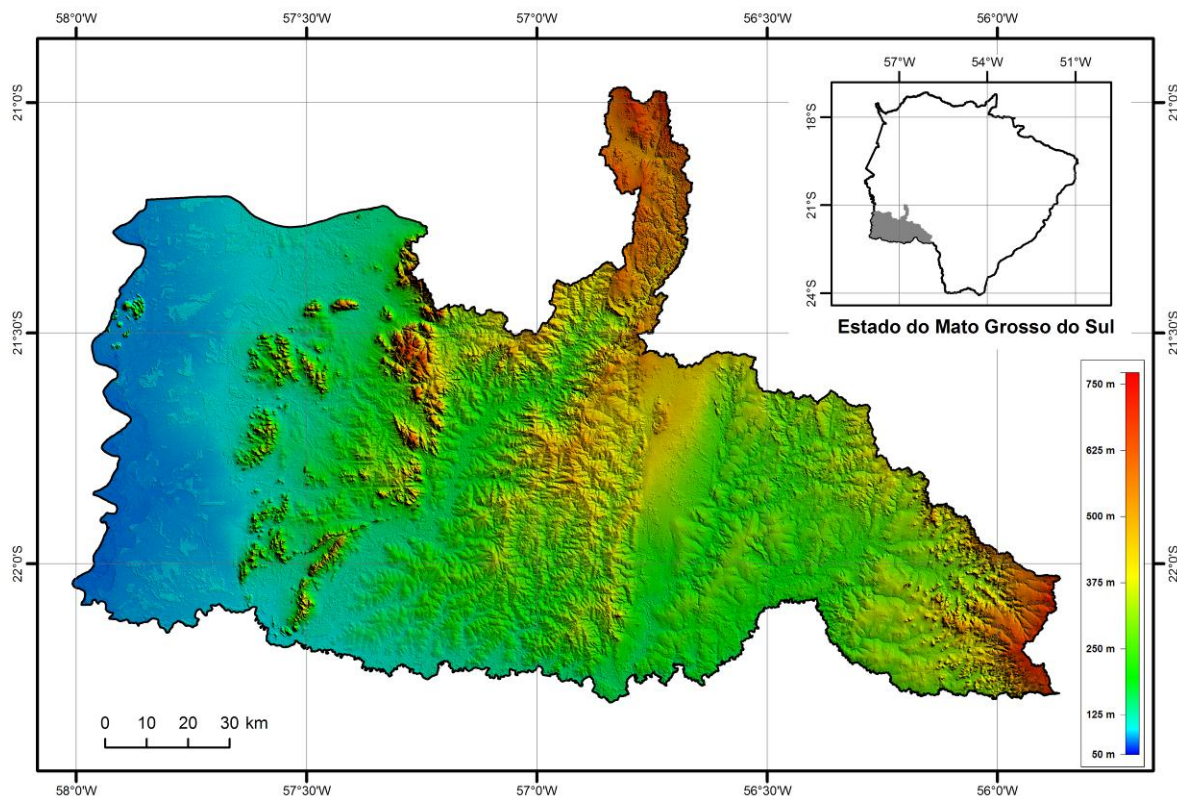 58°0'W 57°30'W 57°0'W 56°30'W 56°0'W
57°W 54°W 51°W
21°0'S 21°0'S
18°S
21°S
24°S
Estado do Mato Grosso do Sul
21°30'S 21°30'S
750 m
625 m
500 m
375 m
250 m
125 m
50 m
22°0'S 22°0'S
0 10 20 30 km
58°0'W 57°30'W 57°0'W 56°30'W 56°0'W